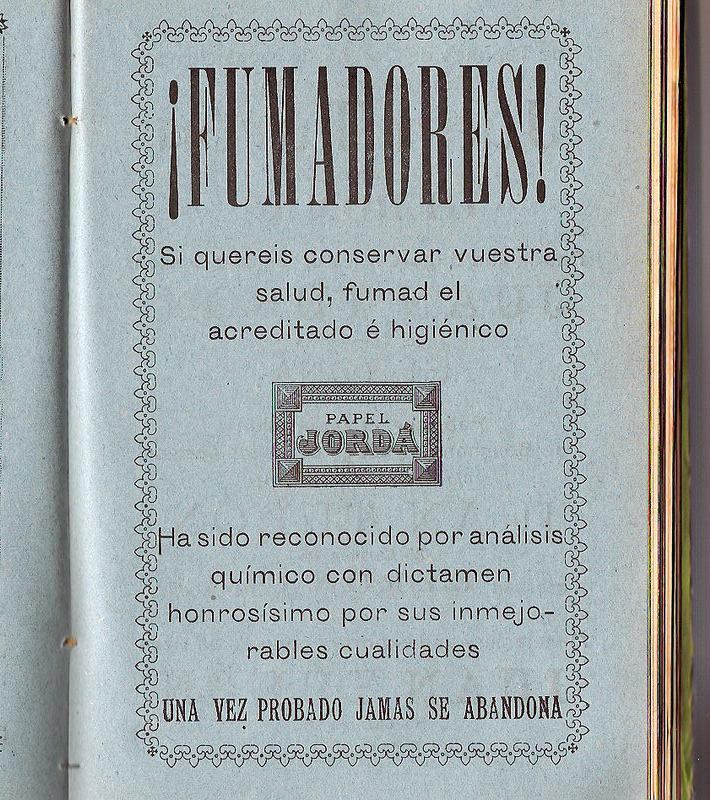 ¡FUMADORES!
Si quereis conservar vuestra
salud, fumad el
acreditado é higiénico
PAPEL
JORDÁ
Ha sido reconocido por análisis
químico con dictamen
honrosísimo por sus inmejo-
rables cualidades
UNA VEZ PROBADO JAMAS SE ABANDONA